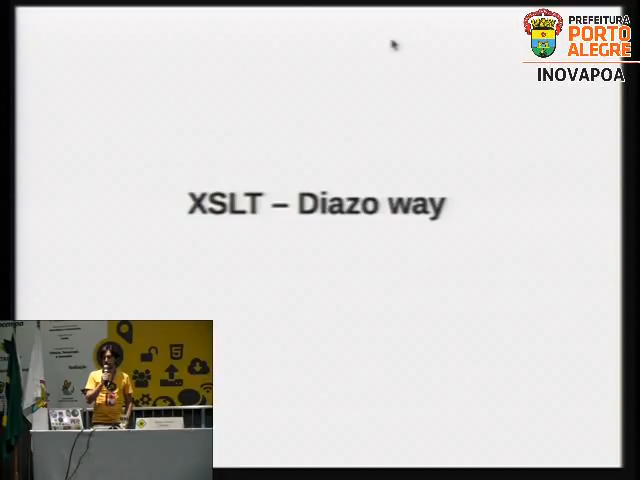 PREFEITURA
PORTO
ALEGRE
INOVAPOA
XSLT – Diazo way